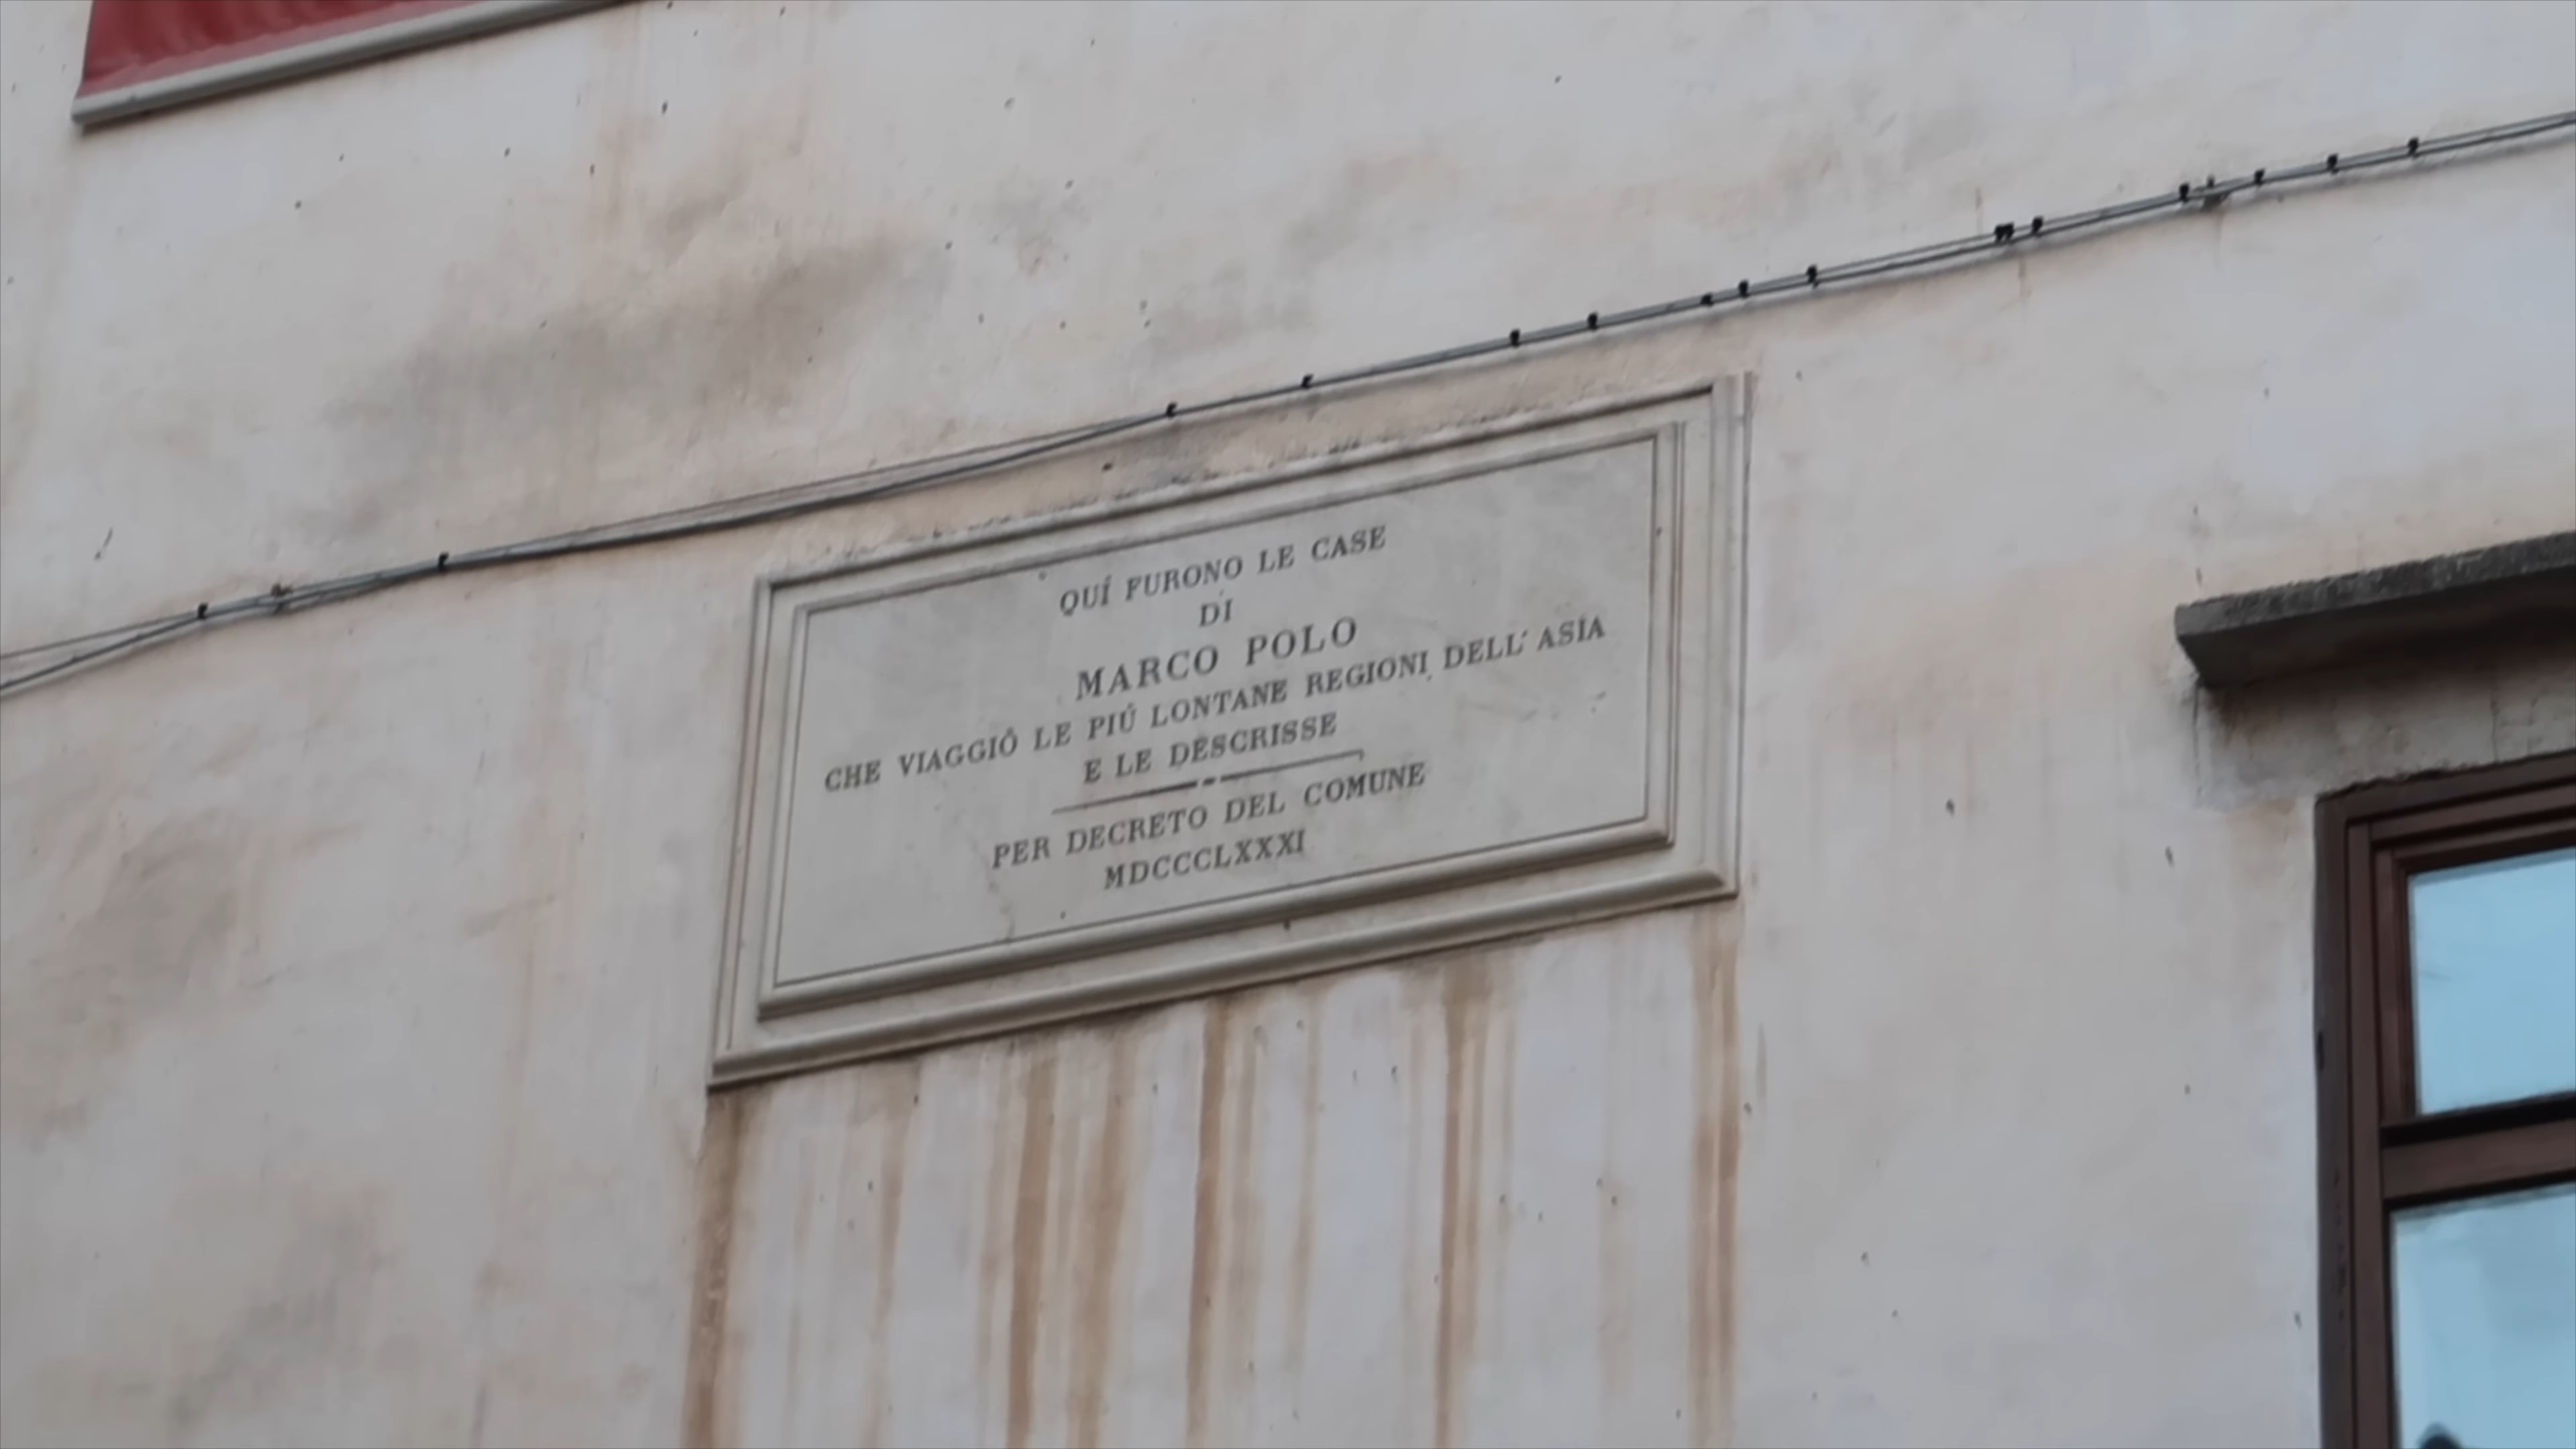 QUÍ FURONO LE CASE
DI
MARCO POLO
CHE VIAGGIÒ LE PIÚ LONTANE REGIONI DELL' ASIA
E LE DESCRISSE
PER DECRETO DEL COMUNE
MDCCCLXXXI